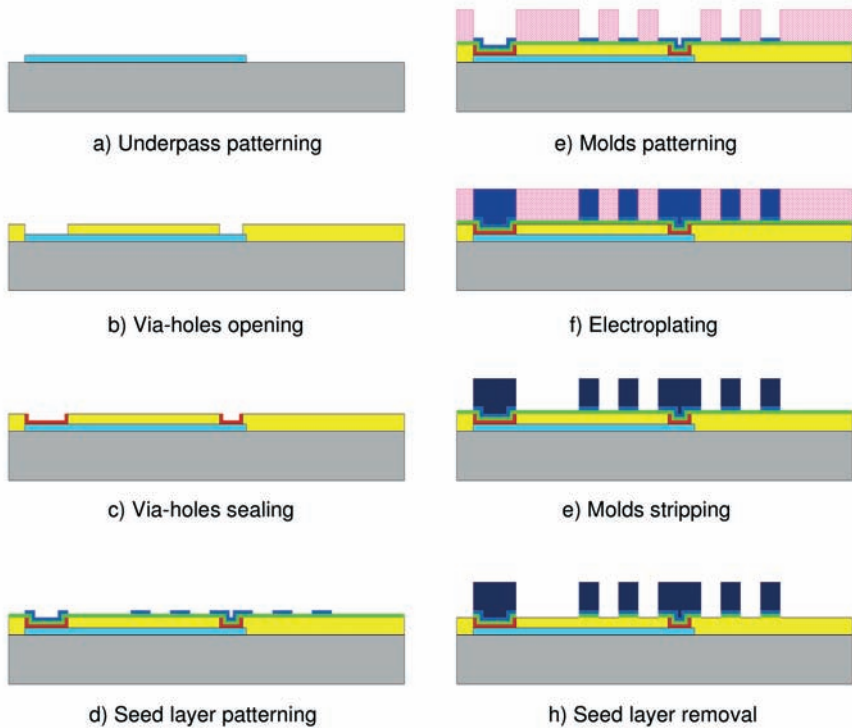 a) Underpass patterning
b) Via-holes opening
c) Via-holes sealing
d) Seed layer patterning
e) Molds patterning
f) Electroplating
e) Molds stripping
h) Seed layer removal